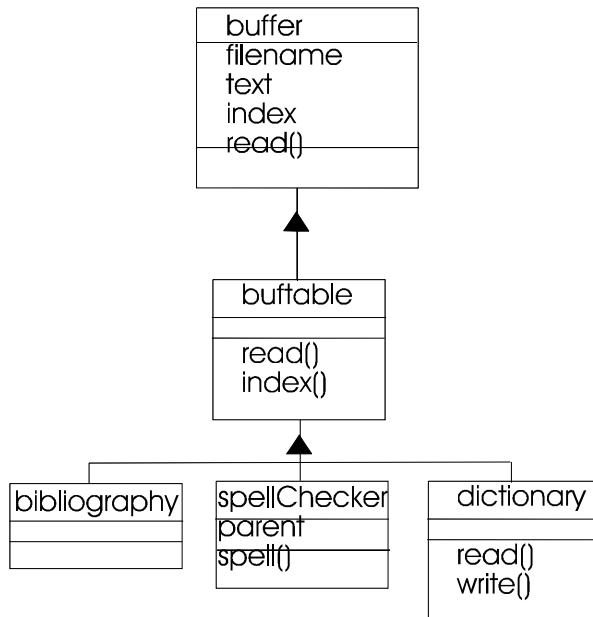 buffer
filename
text
index
read()
buftable
read()
index()
bibliography
spellChecker
parent
spell()
dictionary
read()
write()